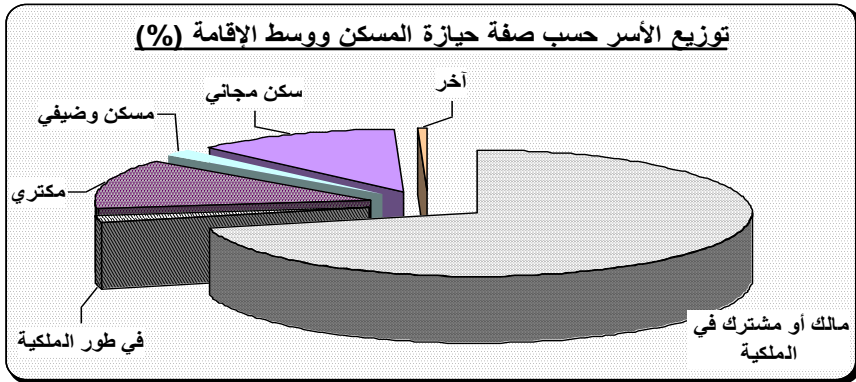 توزيع الأسر حسب صفة حيازة المسكن ووسط الإقامة (%)
آخر
سكن مجاني
مسكن وضيفي
مكتري
في طور الملكية
مالك أو مشترك في
الملكية